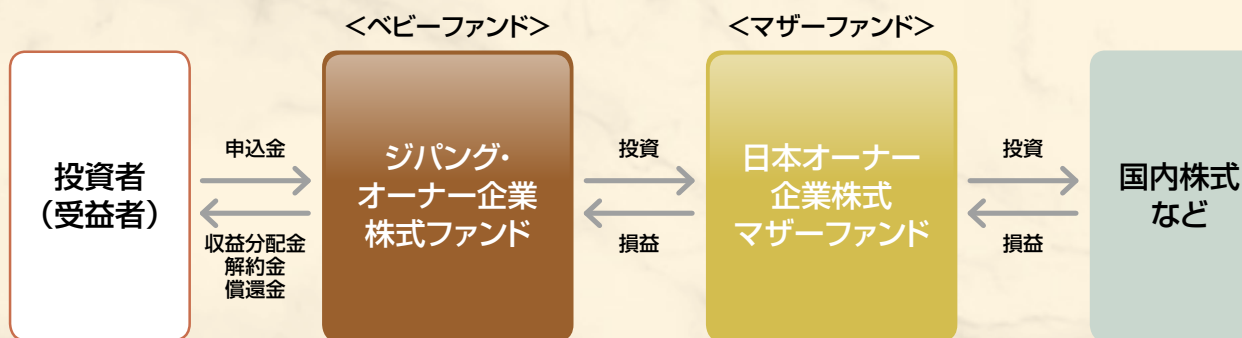 <ベビーファンド>
<マザーファンド>
投資者
（受益者）
申込金
収益分配金
解約金
償還金
ジパング・
オーナー企業
株式ファンド
投資
損益
日本オーナー
企業株式
マザーファンド
投資
損益
国内株式
など